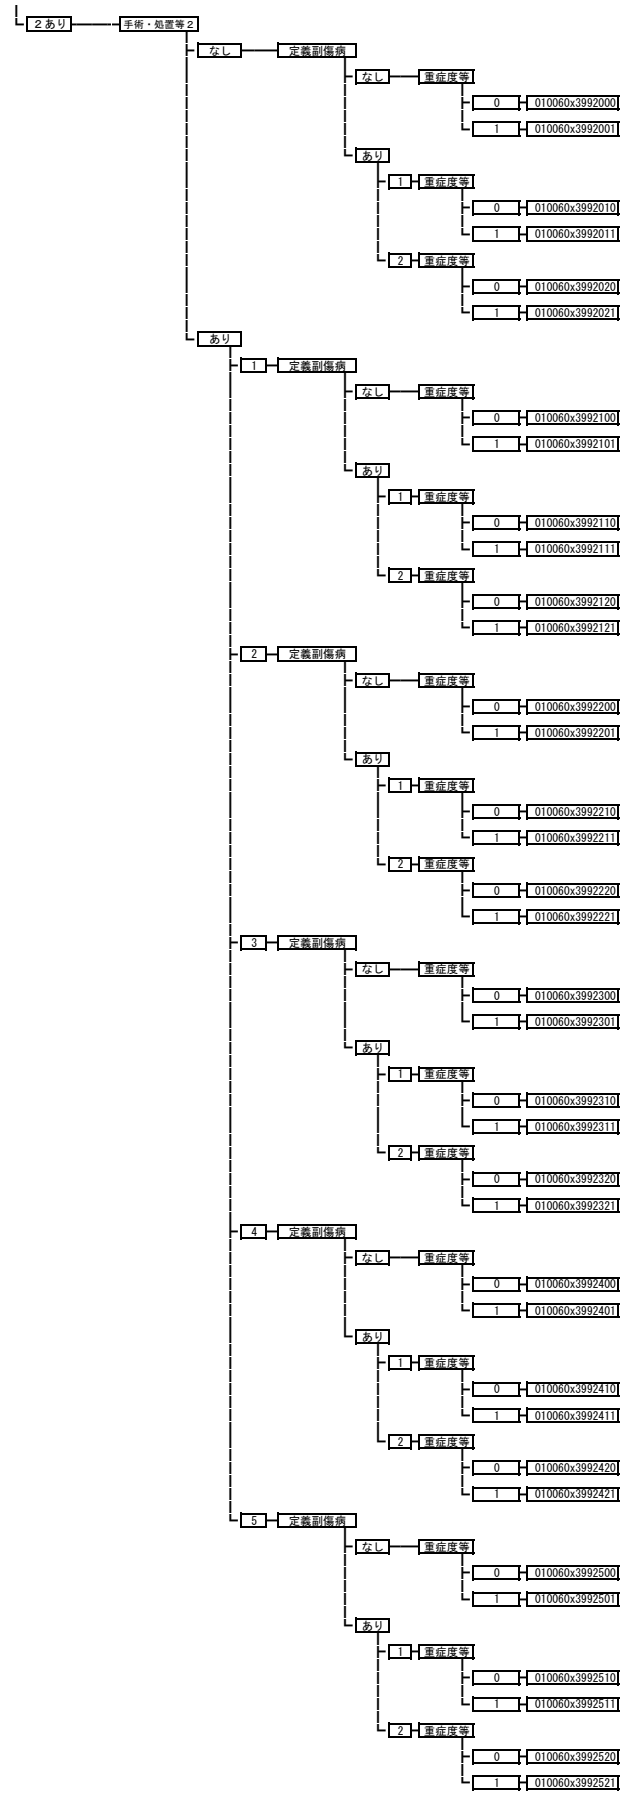 ２あり 手術・処置等２
なし 定義副傷病
なし 重症度等
0 010060x3992000
1 010060x3992001
あり
1 重症度等
0 010060x3992010
1 010060x3992011
2 重症度等
0 010060x3992020
1 010060x3992021
あり
1 定義副傷病
なし 重症度等
0 010060x3992100
1 010060x3992101
あり
1 重症度等
0 010060x3992110
1 010060x3992111
2 重症度等
0 010060x3992120
1 010060x3992121
2 定義副傷病
なし 重症度等
0 010060x3992200
1 010060x3992201
あり
1 重症度等
0 010060x3992210
1 010060x3992211
2 重症度等
0 010060x3992220
1 010060x3992221
3 定義副傷病
なし 重症度等
0 010060x3992300
1 010060x3992301
あり
1 重症度等
0 010060x3992310
1 010060x3992311
2 重症度等
0 010060x3992320
1 010060x3992321
4 定義副傷病
なし 重症度等
0 010060x3992400
1 010060x3992401
あり
1 重症度等
0 010060x3992410
1 010060x3992411
2 重症度等
0 010060x3992420
1 010060x3992421
5 定義副傷病
なし 重症度等
0 010060x3992500
1 010060x3992501
あり
1 重症度等
0 010060x3992510
1 010060x3992511
2 重症度等
0 010060x3992520
1 010060x3992521